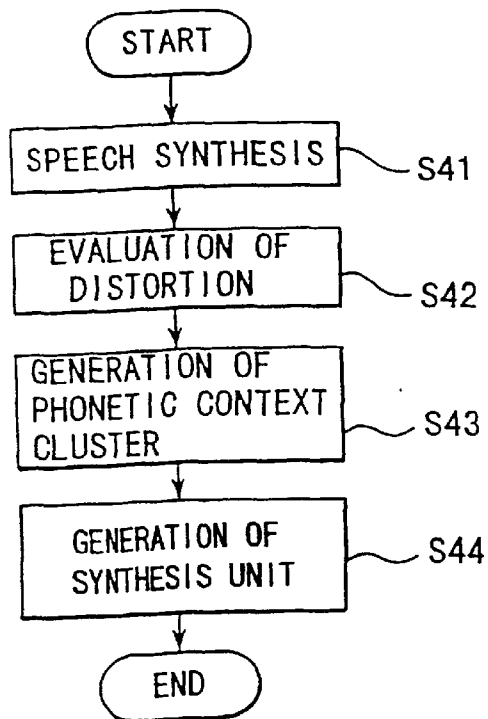 START
SPEECH SYNTHESIS
S41
EVALUATION OF
DISTORTION
S42
GENERATION OF
PHONETIC CONTEXT
CLUSTER
S43
GENERATION OF
SYNTHESIS UNIT
S44
END